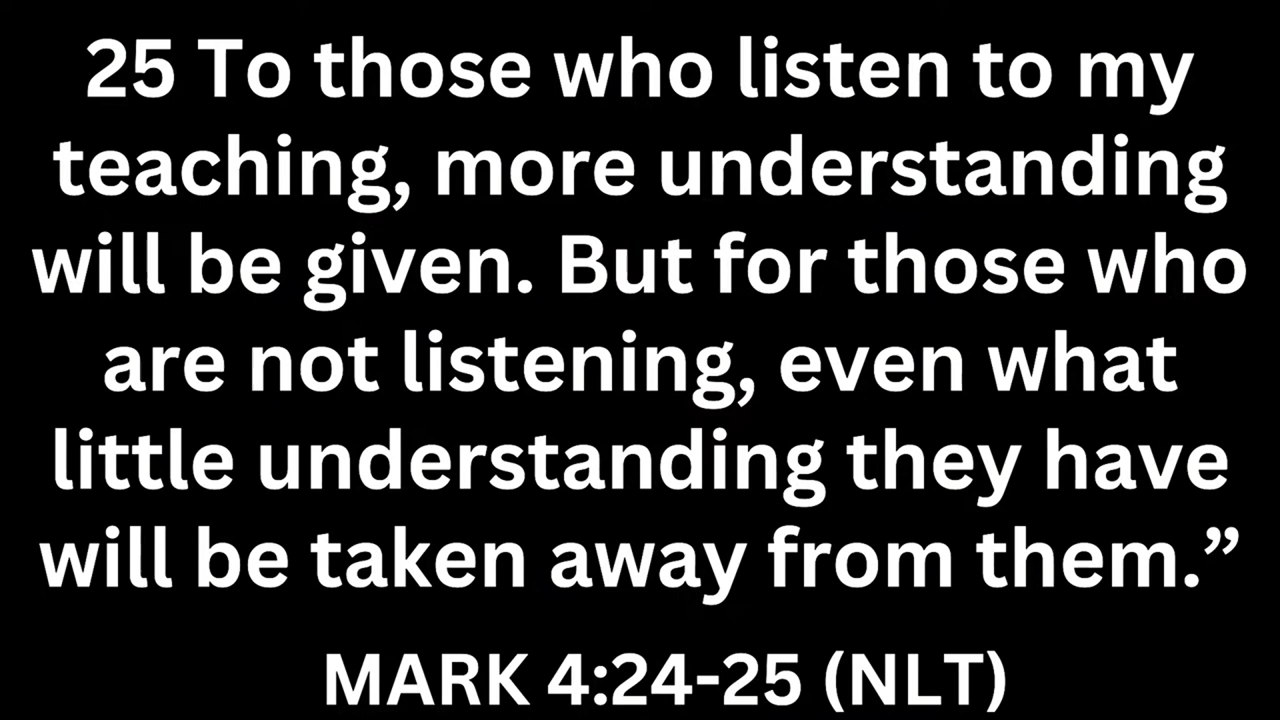 25 To those who listen to my
teaching, more understanding
will be given. But for those who
are not listening, even what
little understanding they have
will be taken away from them.”
MARK 4:24-25 (NLT)